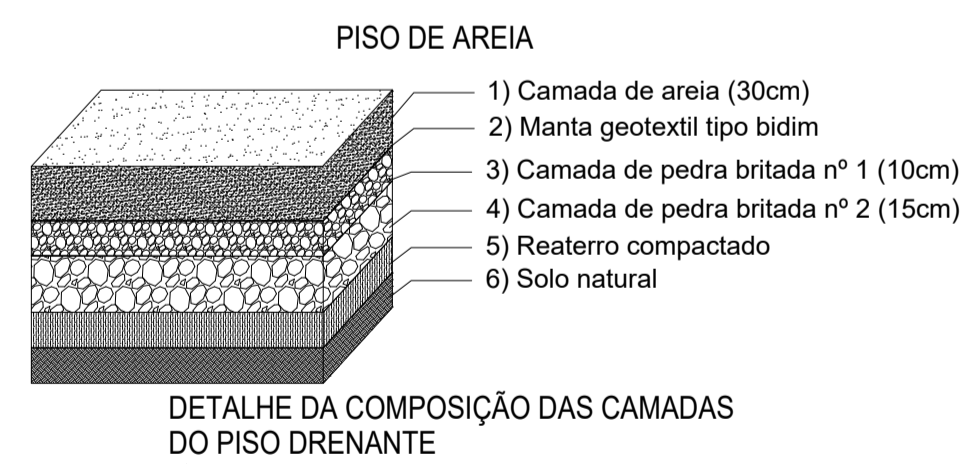 PISO DE AREIA
1) Camada de areia (30cm)
2) Manta geotextil tipo bidim
3) Camada de pedra britada nº 1 (10cm)
4) Camada de pedra britada nº 2 (15cm)
5) Reaterro compactado
6) Solo natural
DETALHE DA COMPOSIÇÃO DAS CAMADAS
DO PISO DRENANTE